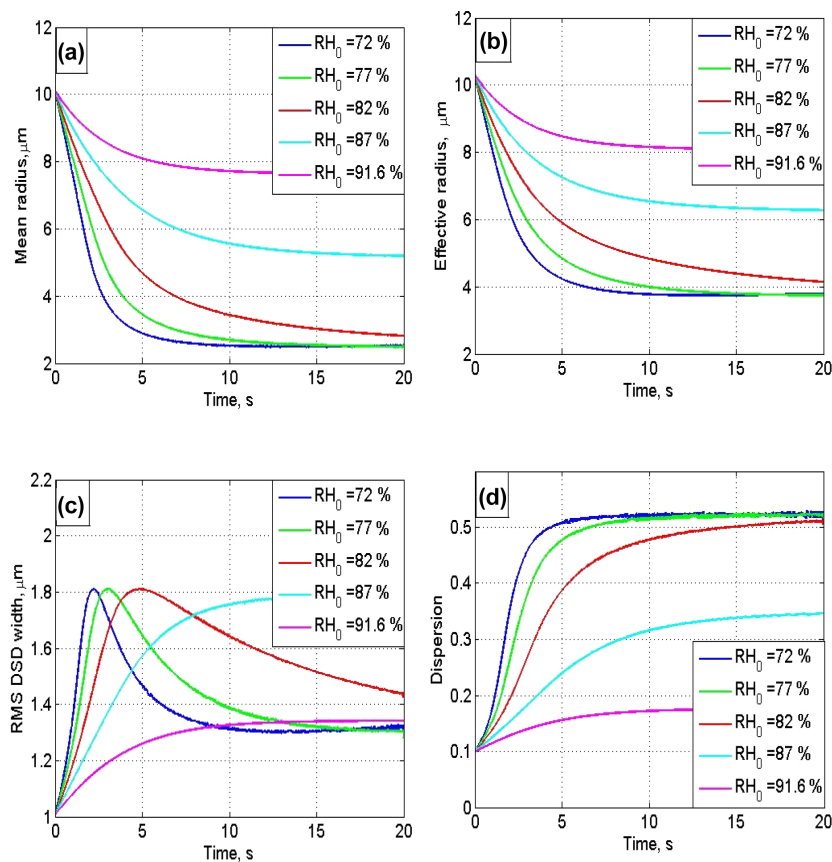 (a)
12
10
8
6
4
2
0
5
10
15
20
Mean radius,μm
Time, s
RH0 =72 %
RH0 =77 %
RH0 =82 %
RH0 =87 %
RH0 =91.6 %
(b)
12
10
8
6
4
2
0
5
10
15
20
Effective radius, μm
Time, s
RH0 =72 %
RH0 =77 %
RH0 =82 %
RH0 =87 %
RH0 =91.6 %
(c)
2.2
2
1.8
1.6
1.4
1.2
1
0
5
10
15
20
RMS DSD width,μm
Time, s
RH0 =72 %
RH0 =77 %
RH0 =82 %
RH0 =87 %
RH0 =91.6 %
(d)
0.5
0.4
0.3
0.2
0.1
0
0
5
10
15
20
Dispersion
Time, s
RH0 =72 %
RH0 =77 %
RH0 =82 %
RH0 =87 %
RH0 =91.6 %